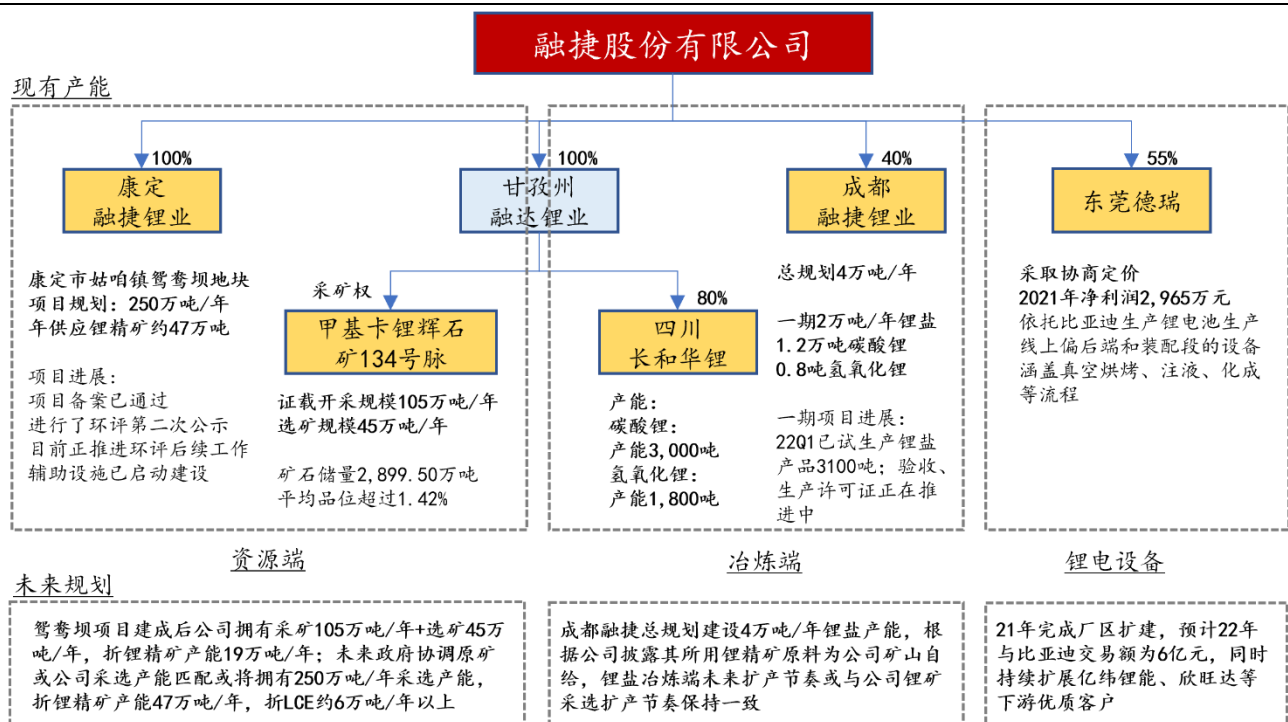 融捷股份有限公司
现有产能
100%
康定
融捷锂业
100%
甘孜州
融达锂业
40%
成都
融捷锂业
55%
东莞德瑞
康定市姑咱镇鸳鸯坝地块
项目规划：250万吨/年
年供应锂精矿约47万吨
项目进展：
项目备案已通过
进行了环评第二次公示
目前正推进环评后续工作
辅助设施已启动建设
采矿权
甲基卡锂辉石
矿134号脉
证载开采规模105万吨/年
选矿规模45万吨/年
矿石储量2,899.50万吨
平均品位超过1.42%
80%
四川
长和华锂
产能：
碳酸锂：
产能3,000吨
氢氧化锂：
产能1,800吨
总规划4万吨/年
一期2万吨/年锂盐
1.2万吨碳酸锂
0.8吨氢氧化锂
一期项目进展：
22Q1已试生产锂盐
产品3100吨；验收、
生产许可证正在推
进中
采取协商定价
2021年净利润2,965万元
依托比亚迪生产锂电池生产
线上偏后端和装配段的设备
涵盖真空烘烤、注液、化成
等流程
资源端
冶炼端
锂电设备
未来规划
鸳鸯坝项目建成后公司拥有采矿105万吨/年+选矿45万
吨/年，折锂精矿产能19万吨/年；未来政府协调原矿
或公司采选产能匹配或将拥有250万吨/年采选产能，
折锂精矿产能47万吨/年，折LCE约6万吨/年以上
成都融捷总规划建设4万吨/年锂盐产能，根
据公司披露其所用锂精矿原料为公司矿山自
给，锂盐冶炼端未来扩产节奏或与公司锂矿
采选扩产节奏保持一致
21年完成厂区扩建，预计22年
与比亚迪交易额为6亿元，同时
持续扩展亿纬锂能、欣旺达等
下游优质客户